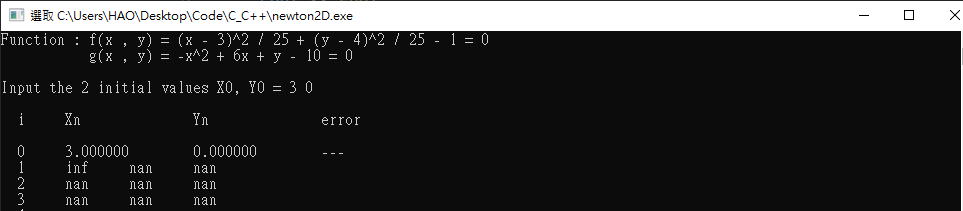 選取 C:\Users\HAO\Desktop\Code\C_C++\newton2D.exe
Function : f(x , y) = (x - 3)^2 / 25 + (y - 4)^2 / 25 - 1 = 0
g(x , y) = -x^2 + 6x + y - 10 = 0
Input the 2 initial values X0, Y0 = 3 0
i Xn Yn error
0 3.000000 0.000000 ---
1 inf nan nan
2 nan nan nan
3 nan nan nan